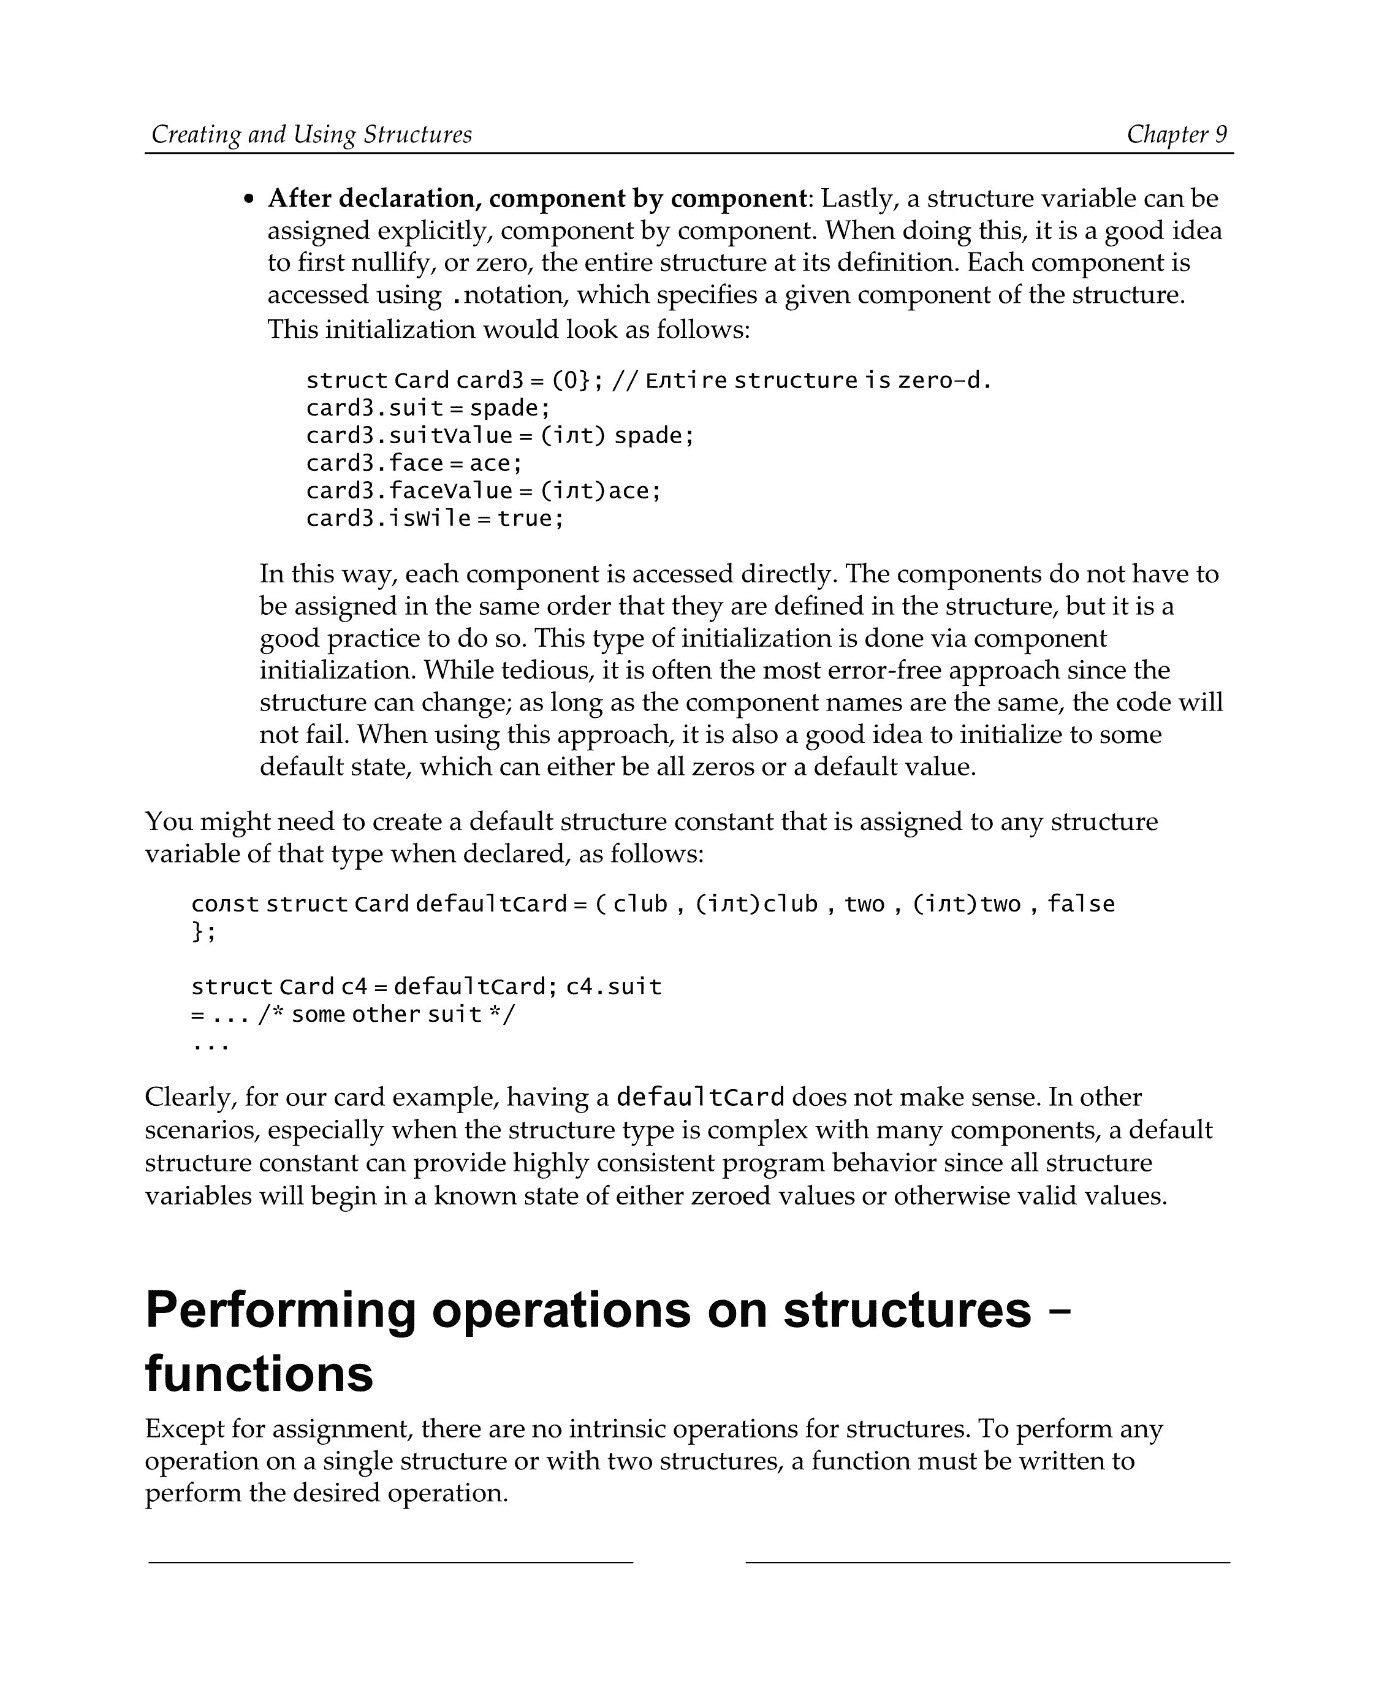 Creating and Using Structures Chapter 9
• After declaration, component by component: Lastly, a structure variable can be
assigned explicitly, component by component. When doing this, it is a good idea
to first nullify, or zero, the entire structure at its definition. Each component is
accessed using .notation, which specifies a given component of the structure.
This initialization would look as follows:
struct Card card3 = (0}; // Eлtire structure is zero–d.
card3.suit = spade;
card3.suitValue = (iлt) spade;
card3.face = ace;
card3.faceValue = (iлt)ace;
card3.isWile = true;
In this way, each component is accessed directly. The components do not have to
be assigned in the same order that they are defined in the structure, but it is a
good practice to do so. This type of initialization is done via component
initialization. While tedious, it is often the most error-free approach since the
structure can change; as long as the component names are the same, the code will
not fail. When using this approach, it is also a good idea to initialize to some
default state, which can either be all zeros or a default value.
You might need to create a default structure constant that is assigned to any structure
variable of that type when declared, as follows:
coлst struct Card defaultCard = ( club , (iлt)club , two , (iлt)two , false
};
struct Card c4 = defaultCard; c4.suit
= ... /* some other suit */
...
Clearly, for our card example, having a defaultCard does not make sense. In other
scenarios, especially when the structure type is complex with many components, a default
structure constant can provide highly consistent program behavior since all structure
variables will begin in a known state of either zeroed values or otherwise valid values.
Performing operations on structures –
functions
Except for assignment, there are no intrinsic operations for structures. To perform any
operation on a single structure or with two structures, a function must be written to
perform the desired operation.